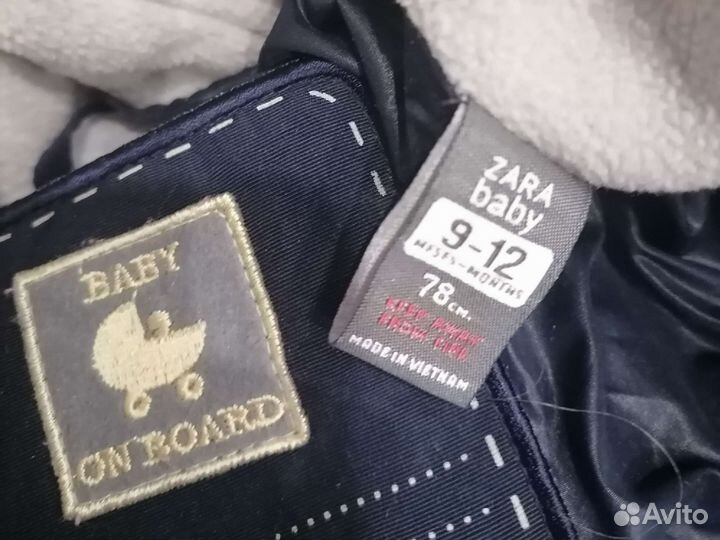 BABY
ON BOARD
ZARA
baby
9-12
MESES-MONTHS
78 CM.
KEEP AWAY
FROM FIRE
MADE IN VIETNAM
Avito